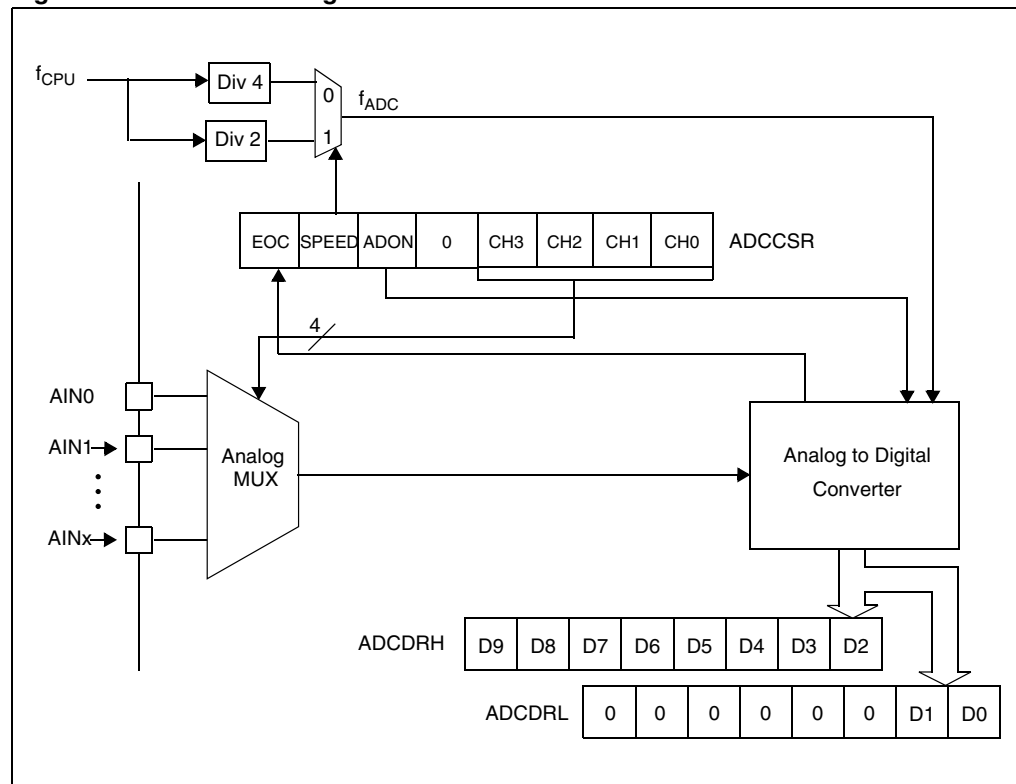 fCPU
Div 4
Div 2
0
1
fADC
EOC SPEED ADON 0 CH3 CH2 CH1 CH0 ADCCSR
4
AIN0
AIN1
AINx
Analog
MUX
Analog to Digital
Converter
ADCDRH D9 D8 D7 D6 D5 D4 D3 D2
ADCDRL 0 0 0 0 0 0 D1 D0